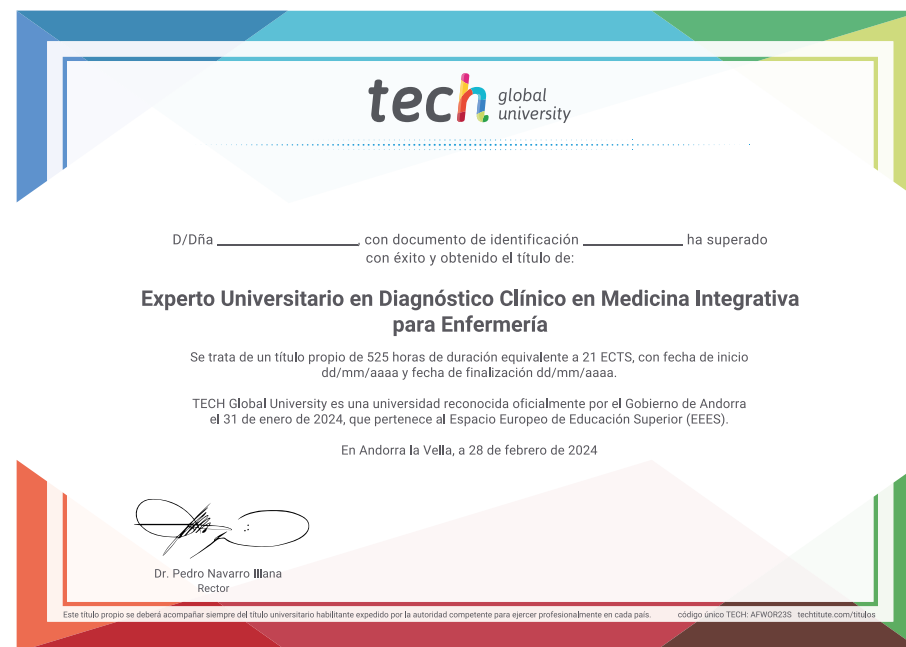 tech global university
D/Dña ____________________, con documento de identificación ______________ ha superado
con éxito y obtenido el título de:
Experto Universitario en Diagnóstico Clínico en Medicina Integrativa
para Enfermería
Se trata de un título propio de 525 horas de duración equivalente a 21 ECTS, con fecha de inicio
dd/mm/aaaa y fecha de finalización dd/mm/aaaa.
TECH Global University es una universidad reconocida oficialmente por el Gobierno de Andorra
el 31 de enero de 2024, que pertenece al Espacio Europeo de Educación Superior (EEES).
En Andorra la Vella, a 28 de febrero de 2024
Dr. Pedro Navarro Illana
Rector
Este título propio se deberá acompañar siempre del título universitario habilitante expedido por la autoridad competente para ejercer profesionalmente en cada país. código único TECH: AFWOR23S techtitute.com/titulos